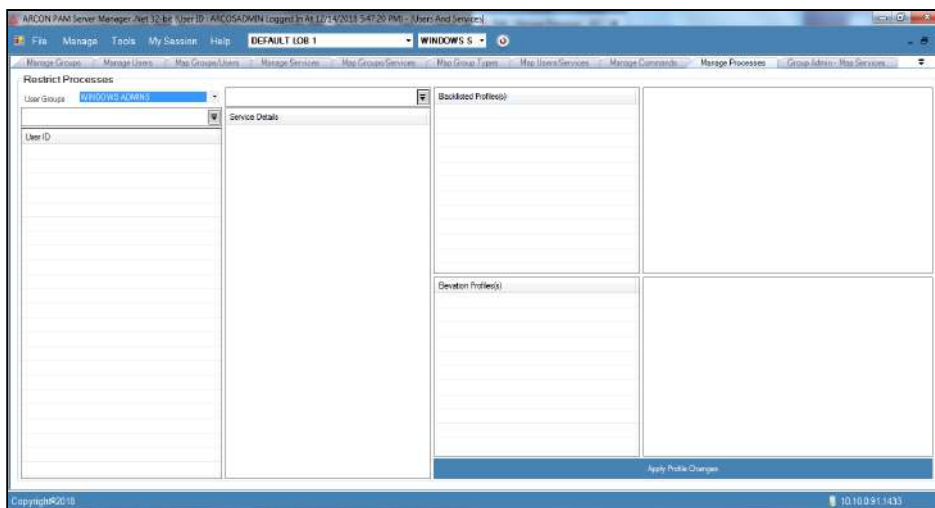 ARCON PAM Server Manager .Net 32-bit (User ID : ARCOSADMIN Logged In At 12/14/2018 5:47:20 PM) - [Users And Services]
File Manage Tools My Session Help DEFAULT LOB 1 WINDOWS S
Manage Groups Manage Users Map Groups/Users Manage Services Map Groups/Services Map Group Types Map Users/Services Manage Commands Manage Processes Group Admin - Map Services
Restrict Processes
User Groups WINDOWS ADMINS
Blacklisted Profiles(s)
Service Details
User ID
Elevation Profiles(s)
Apply Profile Changes
Copyright©2018 10.10.0.91,1433